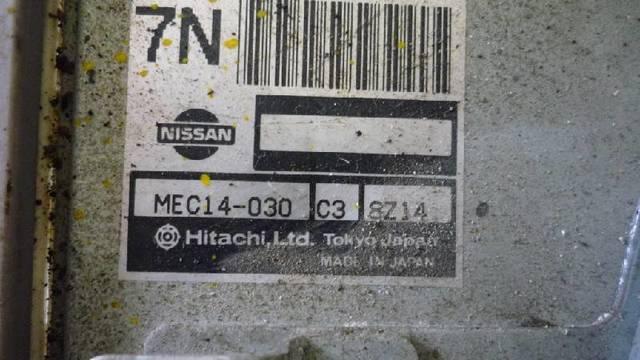 7N
NISSAN
MEC14-030 C3 8Z14
Hitachi, Ltd. Tokyo Japan
MADE IN JAPAN